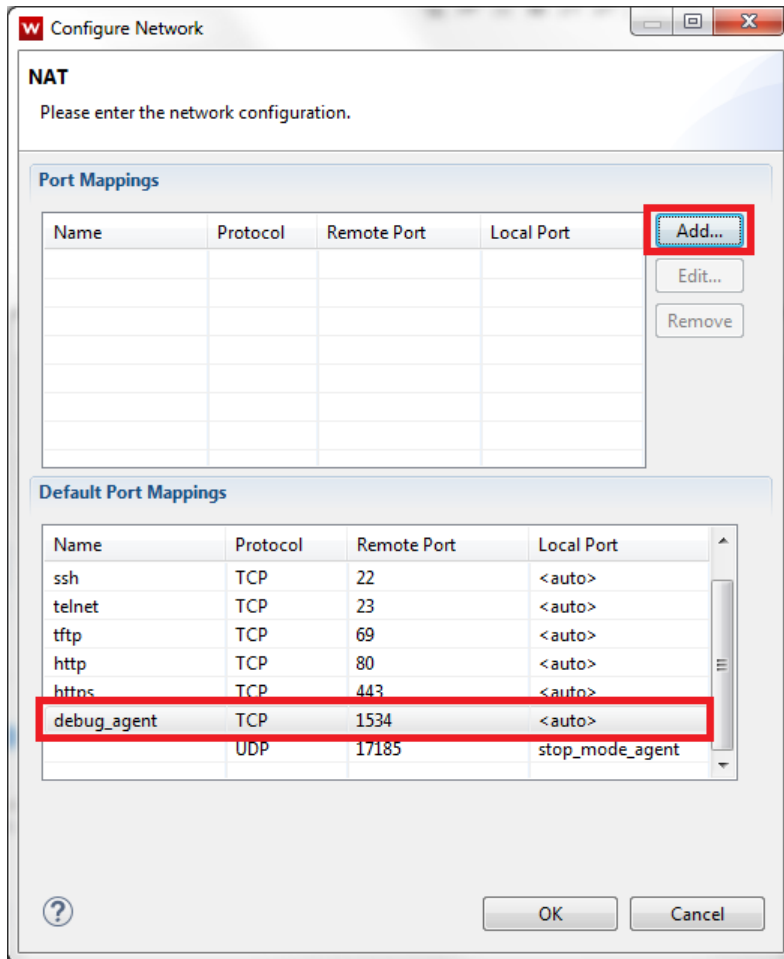 W Configure Network
NAT
Please enter the network configuration.
Port Mappings
Name Protocol Remote Port Local Port Add...
Edit...
Remove
Default Port Mappings
Name Protocol Remote Port Local Port
ssh TCP 22 <auto>
telnet TCP 23 <auto>
tftp TCP 69 <auto>
http TCP 80 <auto>
https TCP 443 <auto>
debug_agent TCP 1534 <auto>
UDP 17185 stop_mode_agent
? OK Cancel